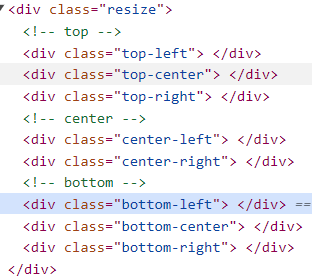 <div class="resize">
<!-- top -->
<div class="top-left"> </div>
<div class="top-center"> </div>
<div class="top-right"> </div>
<!-- center -->
<div class="center-left"> </div>
<div class="center-right"> </div>
<!-- bottom -->
<div class="bottom-left"> </div> ==
<div class="bottom-center"> </div>
<div class="bottom-right"> </div>
</div>